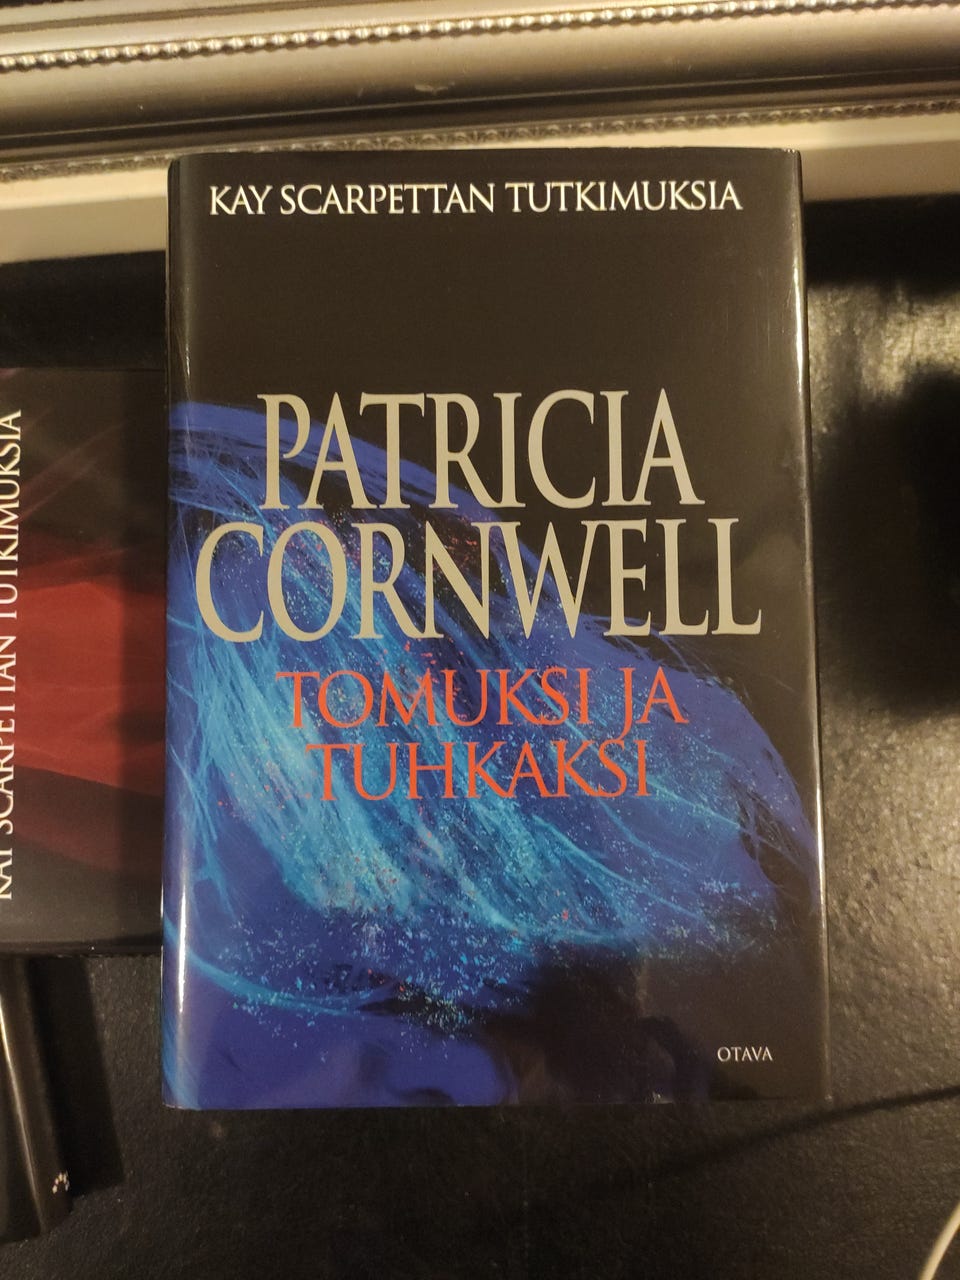 KAY SCARPETTAN TUTKIMUKSIA
PATRICIA
CORNWELL
TOMUKSI JA
TUHKAKSI
OTAVA
KAY SCARPETTAN TUTKIMUKSIA